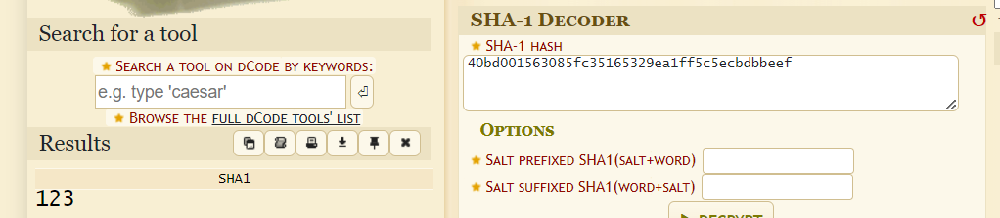 Search for a tool
SEARCH A TOOL ON DCODE BY KEYWORDS:
e.g. type 'caesar'
BROWSE THE FULL DCODE TOOLS' LIST
Results
SHA1
123
SHA-1 DECODER
SHA-1 HASH
40bd001563085fc35165329ea1ff5c5ecbdbbeef
OPTIONS
SALT PREFIXED SHA1(SALT+WORD)
SALT SUFFIXED SHA1(WORD+SALT)
DECRYPT